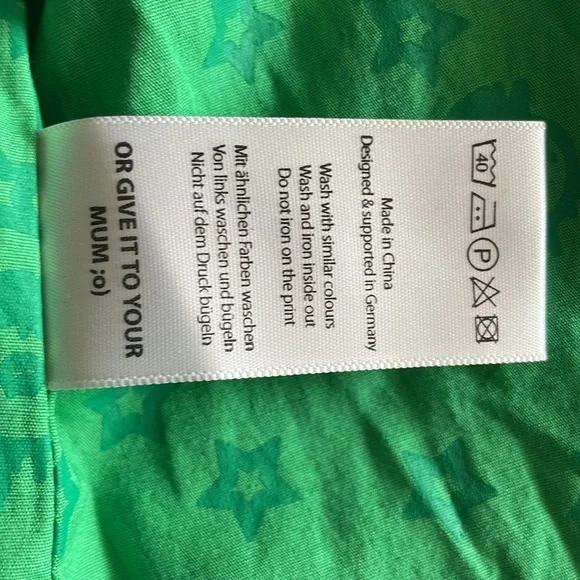 40 P
Made in China
Designed & supported in Germany
Wash with similar colours
Wash and iron inside out
Do not iron on the print
Mit ähnlichen Farben waschen
Von links waschen und bügeln
Nicht auf dem Druck bügeln
OR GIVE IT TO YOUR
MUM ;o)